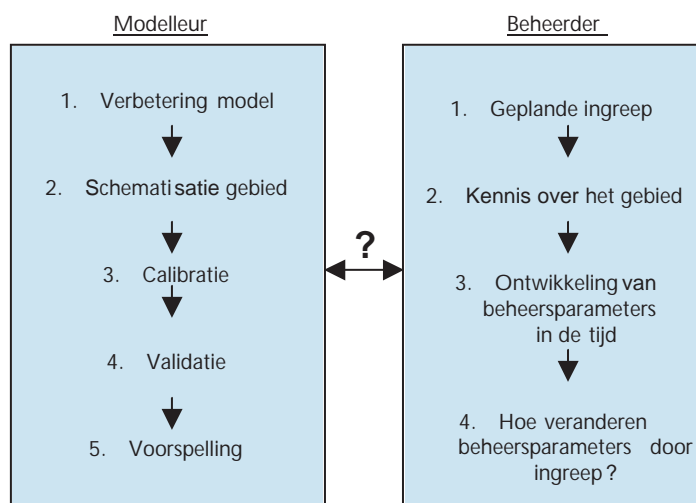 Modelleur
1. Verbetering model
2. Schematisatie gebied
3. Calibratie
4. Validatie
5. Voorspelling
?
Beheerder
1. Geplande ingreep
2. Kennis over het gebied
3. Ontwikkeling van
beheersparameters
in de tijd
4. Hoe veranderen
beheersparameters door
ingreep?